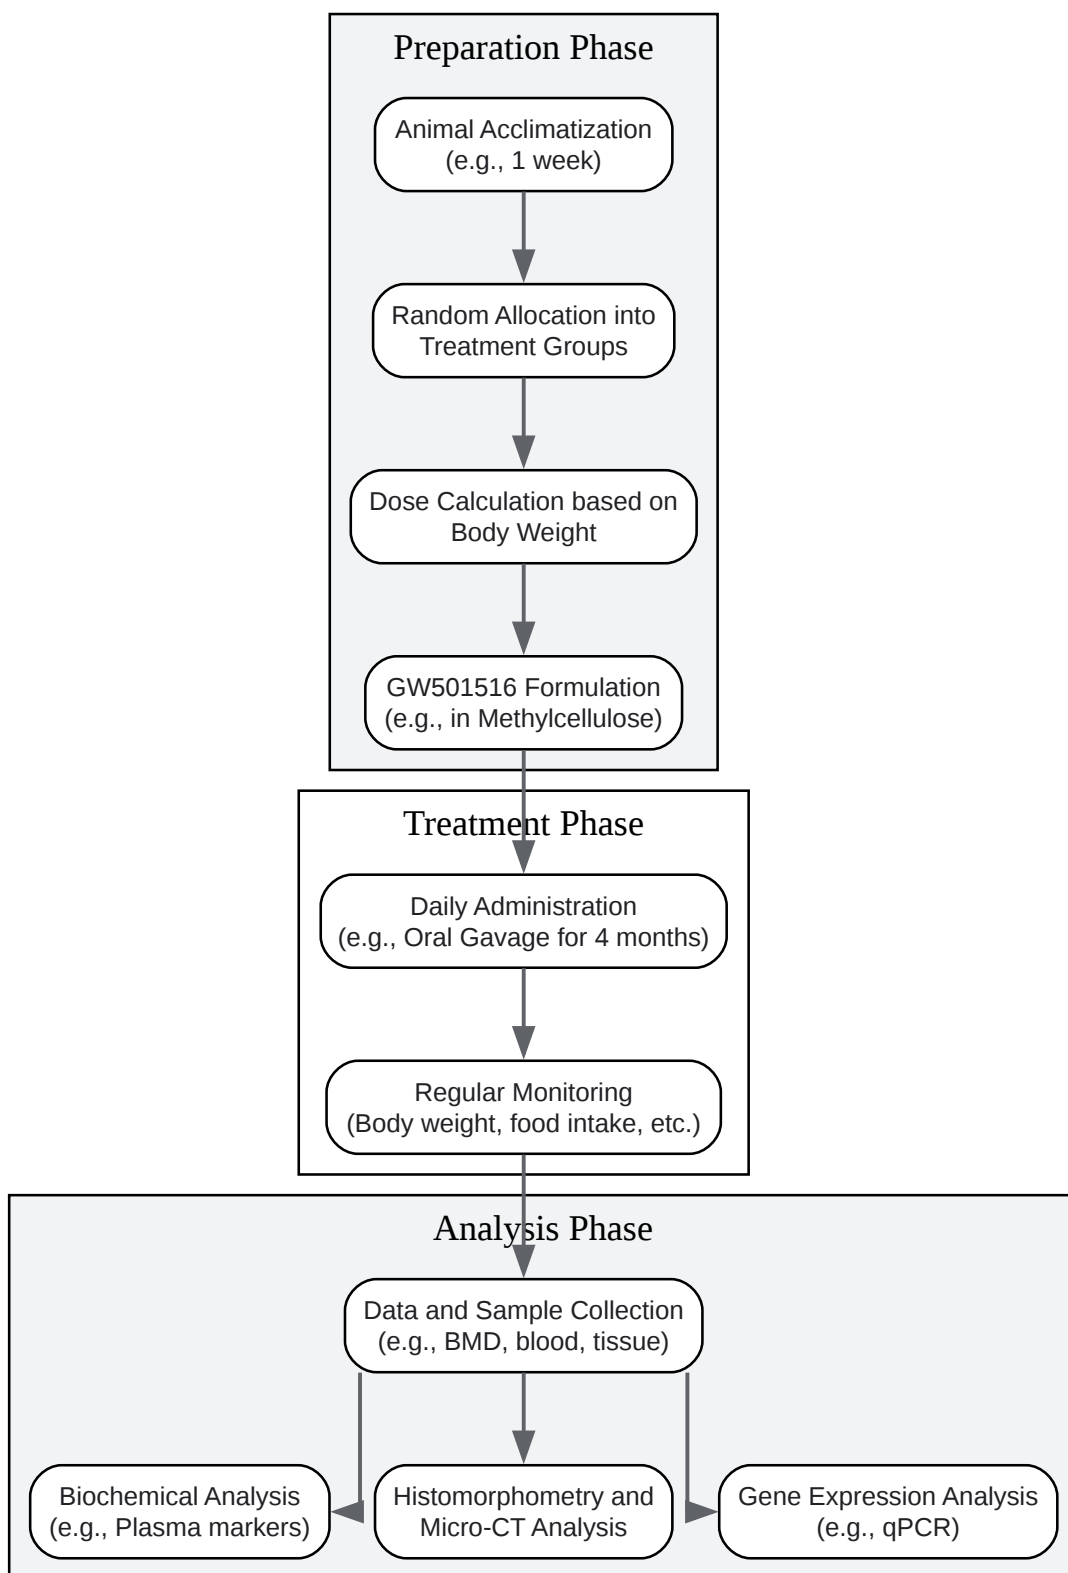 Preparation Phase
Animal Acclimatization
(e.g., 1 week)
Random Allocation into
Treatment Groups
Dose Calculation based on
Body Weight
GW501516 Formulation
(e.g., in Methylcellulose)
Treatment Phase
Daily Administration
(e.g., Oral Gavage for 4 months)
Regular Monitoring
(Body weight, food intake, etc.)
Analysis Phase
Data and Sample Collection
(e.g., BMD, blood, tissue)
Biochemical Analysis
(e.g., Plasma markers)
Histomorphometry and
Micro-CT Analysis
Gene Expression Analysis
(e.g., qPCR)